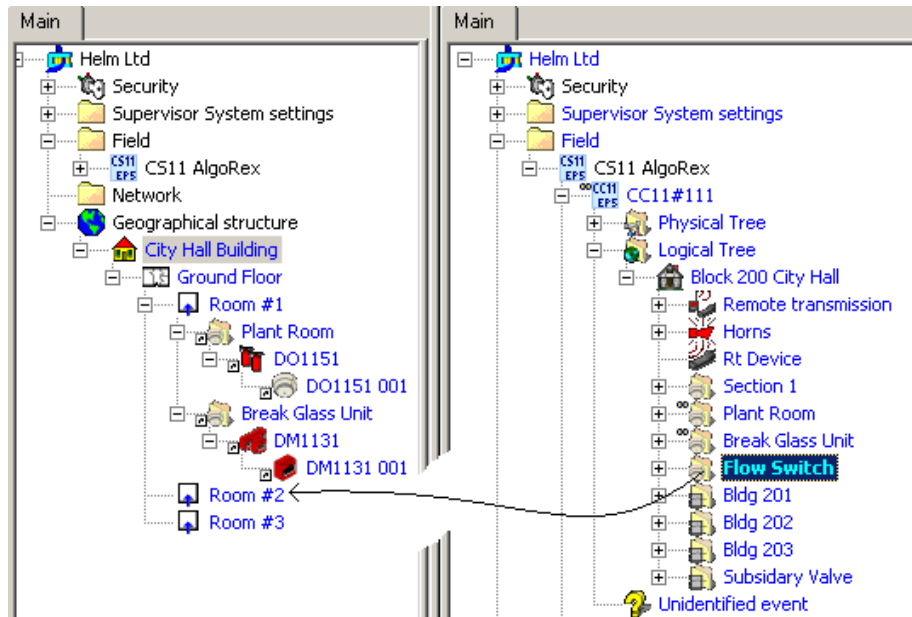 Main
Helm Ltd
Security
Supervisor System settings
Field
CS11
EPS
CS11 AlgoRex
Network
Geographical structure
City Hall Building
Ground Floor
Room #1
Plant Room
DO1151
DO1151 001
Break Glass Unit
DM1131
DM1131 001
Room #2
Room #3
Main
Helm Ltd
Security
Supervisor System settings
Field
CS11
EPS
CS11 AlgoRex
CC11
EPS
CC11#111
Physical Tree
Logical Tree
Block 200 City Hall
Remote transmission
Horns
Rt Device
Section 1
Plant Room
Break Glass Unit
Flow Switch
Bldg 201
Bldg 202
Bldg 203
Subsidary Valve
Unidentified event